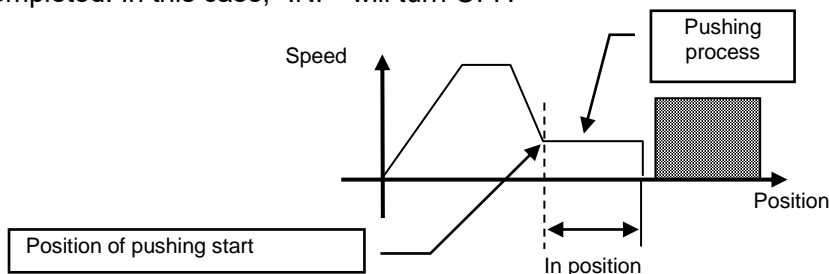 Pushing
process
Speed
Position
Position of pushing start
In position